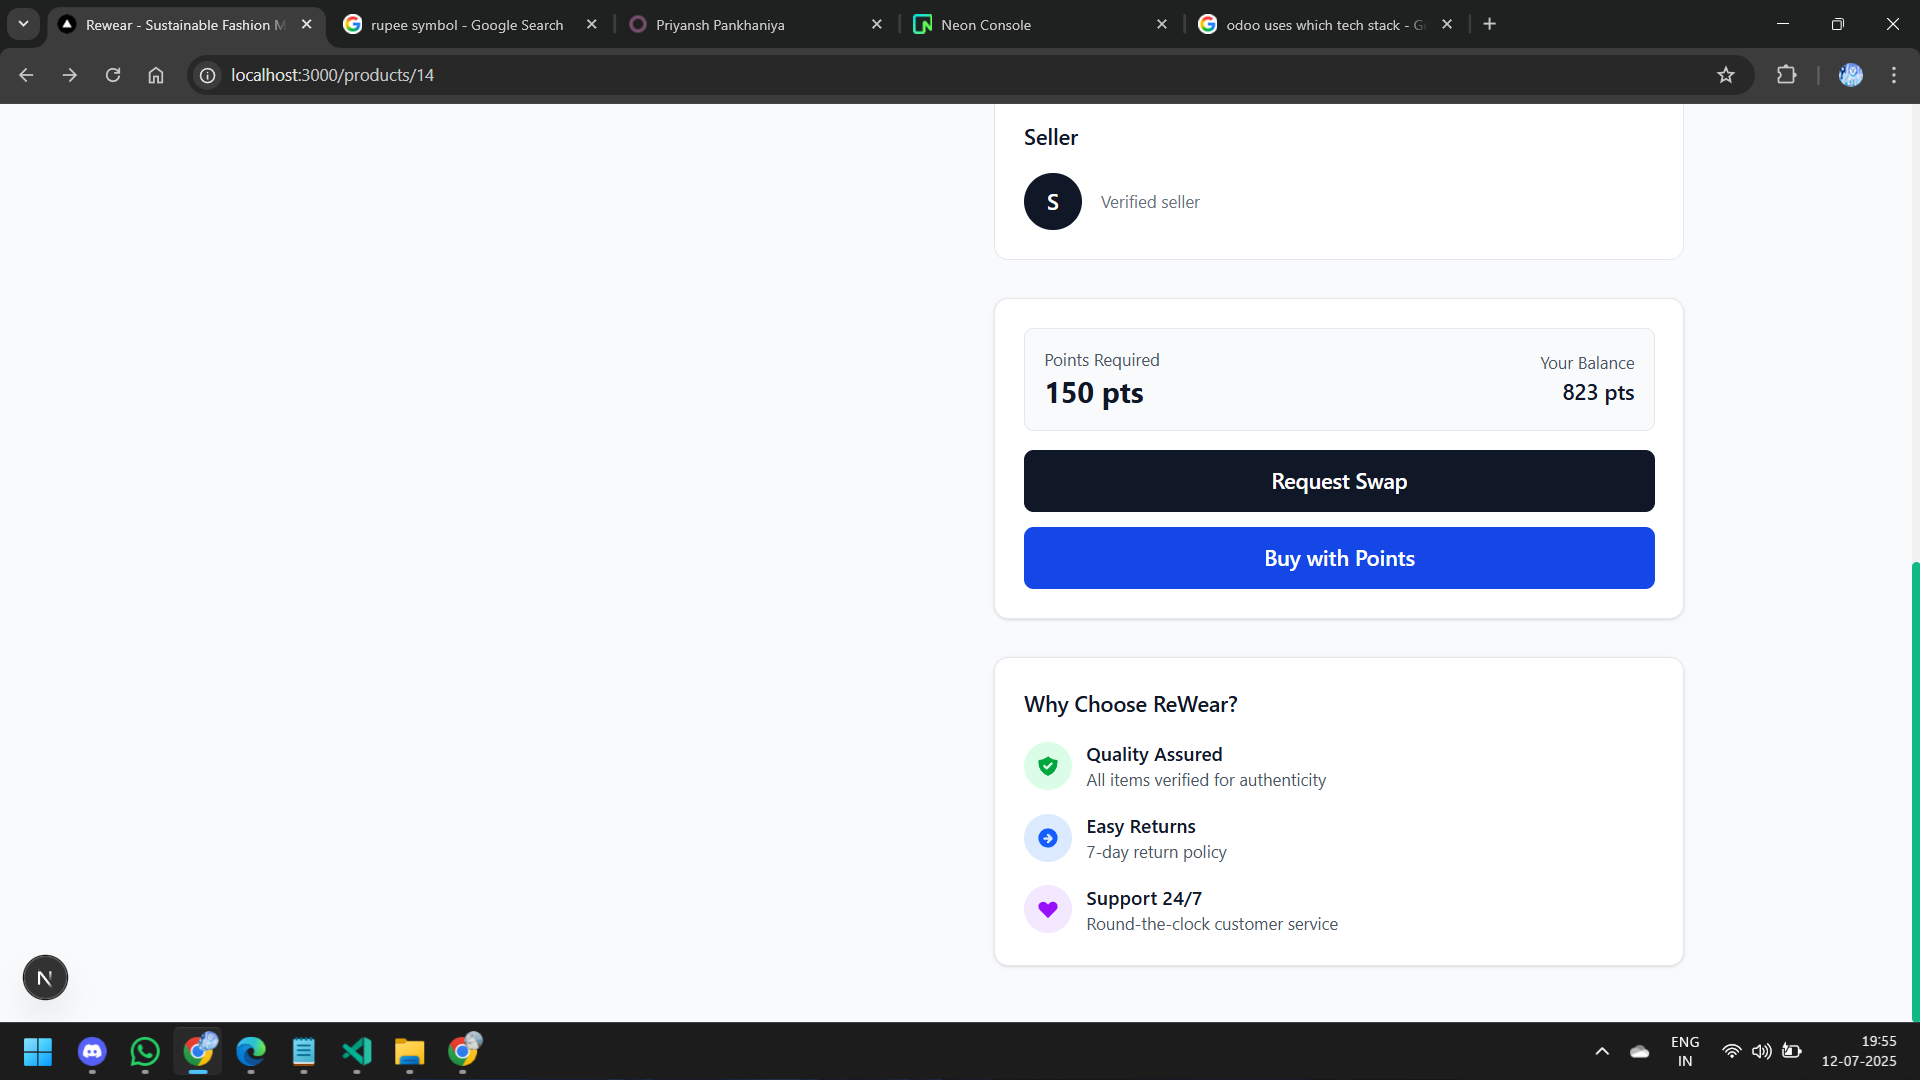 Rewear - Sustainable Fashion M
rupee symbol - Google Search
Priyansh Pankhaniya
Neon Console
odoo uses which tech stack - Go
localhost:3000/products/14
Seller
S
Verified seller
Points Required
150 pts
Your Balance
823 pts
Request Swap
Buy with Points
Why Choose ReWear?
Quality Assured
All items verified for authenticity
Easy Returns
7-day return policy
Support 24/7
Round-the-clock customer service
N
ENG
IN
19:55
12-07-2025